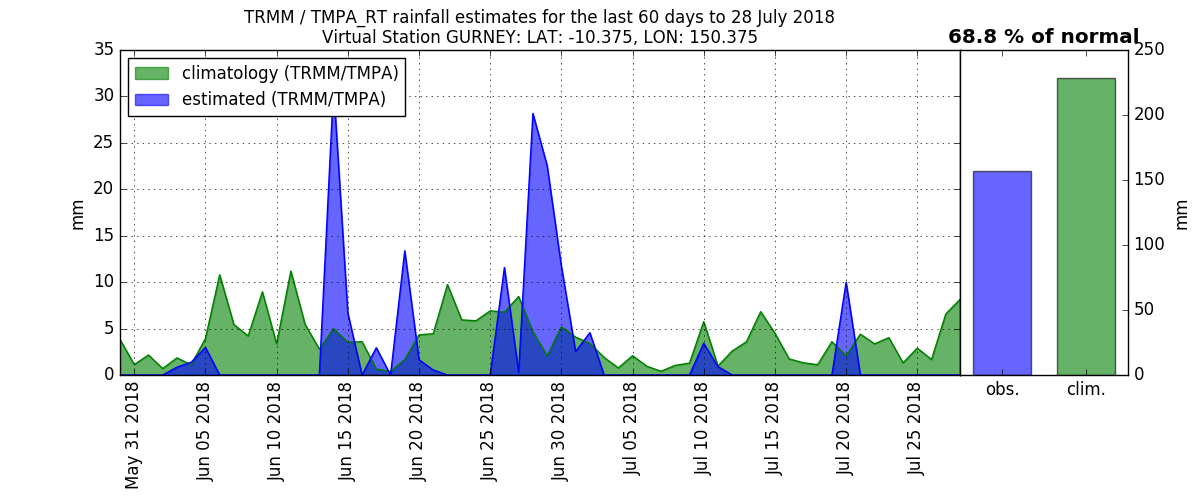 TRMM / TMPA_RT rainfall estimates for the last 60 days to 28 July 2018
Virtual Station GURNEY: LAT: -10.375, LON: 150.375
68.8 % of normal
climatology (TRMM/TMPA)
estimated (TRMM/TMPA)
35
30
25
20
15
10
5
0
mm
May 31 2018
Jun 05 2018
Jun 10 2018
Jun 15 2018
Jun 20 2018
Jun 25 2018
Jun 30 2018
Jul 05 2018
Jul 10 2018
Jul 15 2018
Jul 20 2018
Jul 25 2018
250
200
150
100
50
0
mm
obs.
clim.